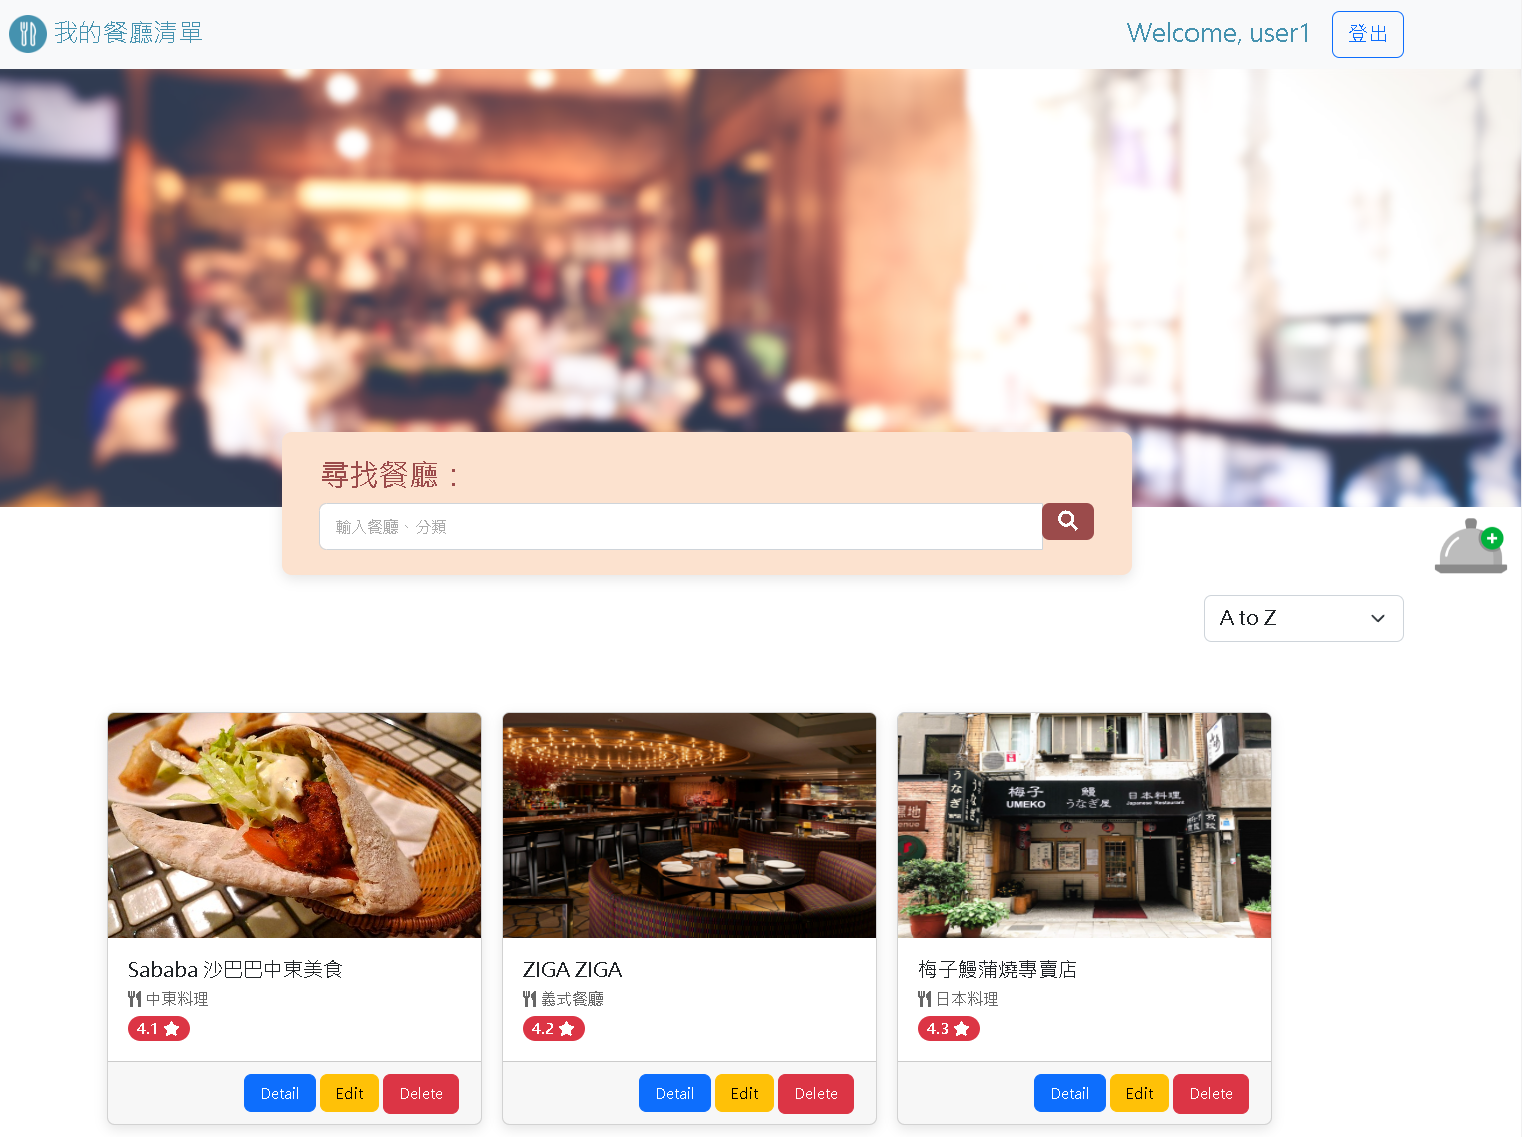 我的餐廳清單
Welcome, user1
登出
尋找餐廳：
輸入餐廳、分類
A to Z
梅子
UMEKO
鰻
うなぎ屋
日本料理
Japanese Restaurant
うなぎ
Sababa 沙巴巴中東美食
中東料理
4.1
Detail
Edit
Delete
ZIGA ZIGA
義式餐廳
4.2
Detail
Edit
Delete
梅子鰻蒲燒專賣店
日本料理
4.3
Detail
Edit
Delete